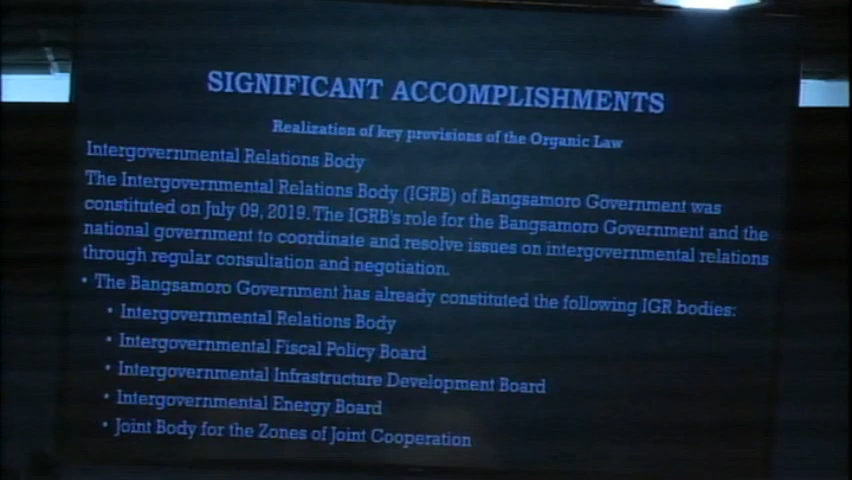 SIGNIFICANT ACCOMPLISHMENTS
Realization of key provisions of the Organic Law
Intergovernmental Relations Body
The Intergovernmental Relations Body (IGRB) of Bangsamoro Government was
constituted on July 09, 2019. The IGRB's role for the Bangsamoro Government and the
national government to coordinate and resolve issues on intergovernmental relations
through regular consultation and negotiation.
• The Bangsamoro Government has already constituted the following IGR bodies:
• Intergovernmental Relations Body
• Intergovernmental Fiscal Policy Board
• Intergovernmental Infrastructure Development Board
• Intergovernmental Energy Board
• Joint Body for the Zones of Joint Cooperation